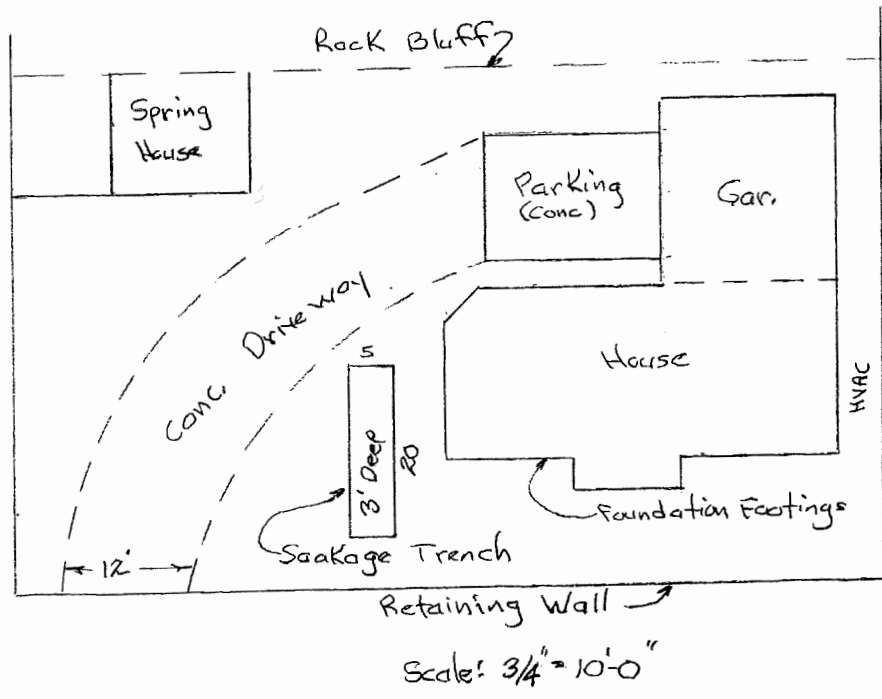 Rock Bluff
Spring
House
Parking
(Conc)
Gar.
Conc. Driveway
5
House
HVAC
3' Deep
20
Foundation Footings
Soakage Trench
12'
Retaining Wall
Scale: 3/4" = 10'-0"